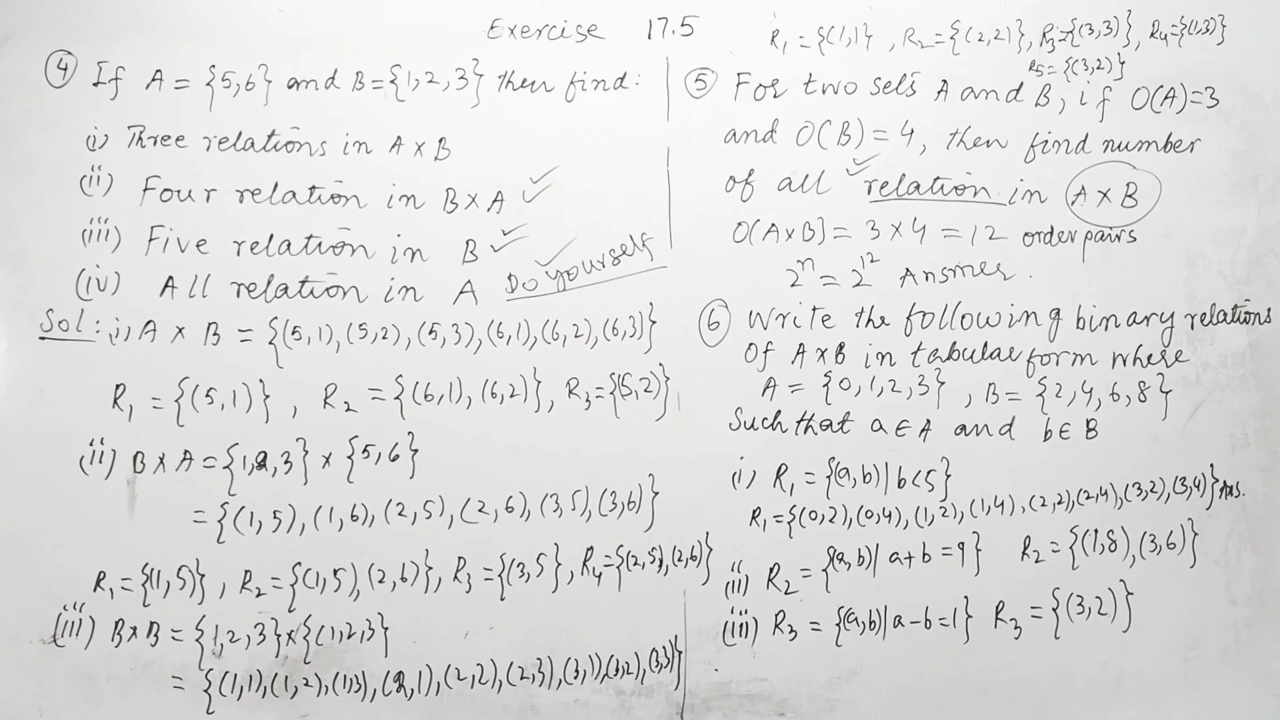 Exercise 17.5
④ If A = {5,6} and B={1,2,3} then find:
(i) Three relations in A x B
(ii) Four relation in B x A ✓
(iii) Five relation in B ✓
(iv) All relation in A Do yourself ✓
Sol: i) A x B = {(5,1), (5,2), (5,3), (6,1), (6,2), (6,3)}
R₁ = {(5,1)}, R₂ = {(6,1), (6,2)}, R₃={(5,2)}
(ii) B x A = {1,2,3} x {5,6}
= {(1,5), (1,6), (2,5), (2,6), (3,5), (3,6)}
R₁ = {(1,5)}, R₂ = {(1,5), (2,6)}, R₃ = {(3,5}, R₄={(2,5), (2,6)}
(iii) B x B = {1,2,3}x{(1,2,3}
= {(1,1), (1,2), (1,3), (2,1), (2,2), (2,3), (3,1), (3,2), (3,3)}
R₁ = {(1,1}, R₂={(2,2)}, R₃={(3,3)}, R₄={(1,3)}
R₅={(3,2)}
⑤ For two sets A and B, if O(A)=3
and O(B) = 4, then find number
of all ✓ relation in A x B
O(AxB] = 3 x 4 = 12 order pairs
2ⁿ = 2¹² Answer.
⑥ Write the following binary relations
Of A x B in tabular form where
A = {0,1,2,3}, B= {2,4,6,8}
Such that a ∈ A and b ∈ B
(i) R₁ = {(a,b)| b<5}
R₁={(0,2), (0,4), (1,2), (1,4), (2,2), (2,4), (3,2), (3,4)} Ans.
(ii) R₂ = {(a,b)| a+b = 9} R₂ = {(1,8), (3,6)}
(iii) R₃ = {(a,b)| a-b=1} R₃ = {(3,2)}